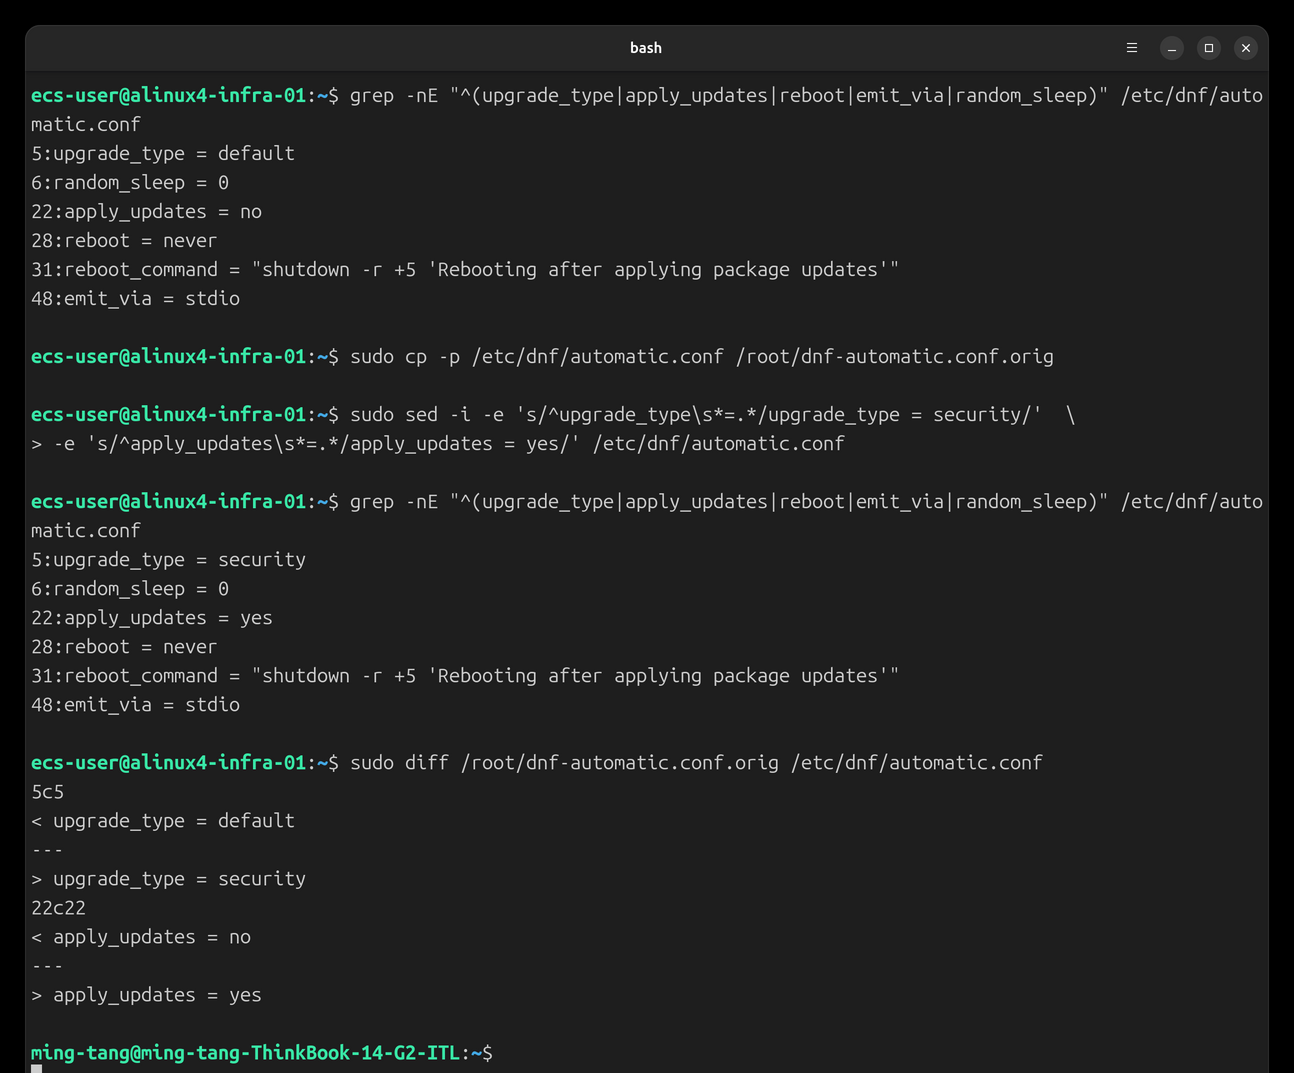 bash
ecs-user@alinux4-infra-01:~$ grep -nE "^(upgrade_type|apply_updates|reboot|emit_via|random_sleep)" /etc/dnf/auto
matic.conf
5:upgrade_type = default
6:random_sleep = 0
22:apply_updates = no
28:reboot = never
31:reboot_command = "shutdown -r +5 'Rebooting after applying package updates'"
48:emit_via = stdio
ecs-user@alinux4-infra-01:~$ sudo cp -p /etc/dnf/automatic.conf /root/dnf-automatic.conf.orig
ecs-user@alinux4-infra-01:~$ sudo sed -i -e 's/^upgrade_type\s*=.*/upgrade_type = security/'  \
> -e 's/^apply_updates\s*=.*/apply_updates = yes/' /etc/dnf/automatic.conf
ecs-user@alinux4-infra-01:~$ grep -nE "^(upgrade_type|apply_updates|reboot|emit_via|random_sleep)" /etc/dnf/auto
matic.conf
5:upgrade_type = security
6:random_sleep = 0
22:apply_updates = yes
28:reboot = never
31:reboot_command = "shutdown -r +5 'Rebooting after applying package updates'"
48:emit_via = stdio
ecs-user@alinux4-infra-01:~$ sudo diff /root/dnf-automatic.conf.orig /etc/dnf/automatic.conf
5c5
< upgrade_type = default
---
> upgrade_type = security
22c22
< apply_updates = no
---
> apply_updates = yes
ming-tang@ming-tang-ThinkBook-14-G2-ITL:~$